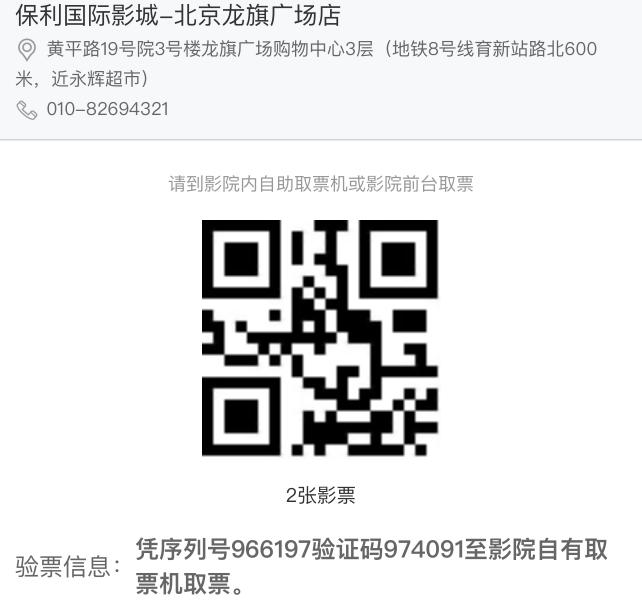 保利国际影城-北京龙旗广场店
黄平路19号院3号楼龙旗广场购物中心3层（地铁8号线育新站路北600
米，近永辉超市）
010-82694321
请到影院内自助取票机或影院前台取票
2张影票
验票信息：
凭序列号966197验证码974091至影院自有取
票机取票。